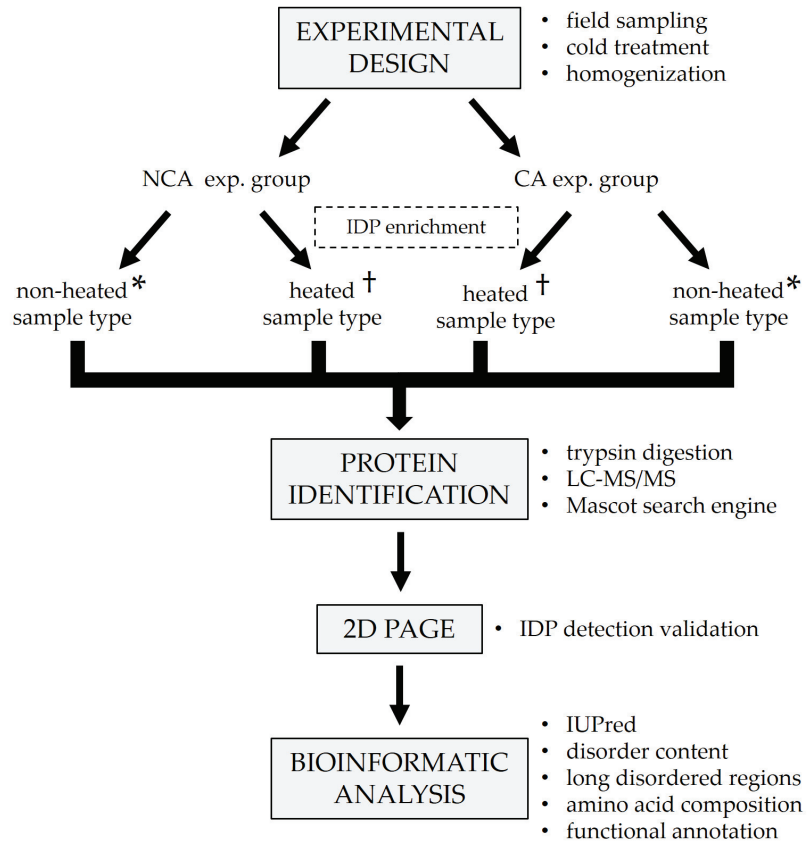 EXPERIMENTAL
DESIGN
• field sampling
• cold treatment
• homogenization
NCA exp. group
CA exp. group
IDP enrichment
non-heated *
sample type
heated †
sample type
heated †
sample type
non-heated *
sample type
PROTEIN
IDENTIFICATION
• trypsin digestion
• LC-MS/MS
• Mascot search engine
2D PAGE
• IDP detection validation
BIOINFORMATIC
ANALYSIS
• IUPred
• disorder content
• long disordered regions
• amino acid composition
• functional annotation